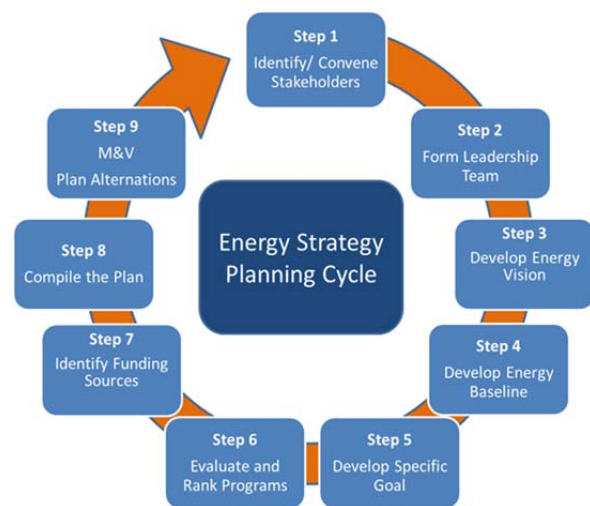 Step 1
Identify/ Convene
Stakeholders
Step 2
Form Leadership
Team
Step 3
Develop Energy
Vision
Step 4
Develop Energy
Baseline
Step 5
Develop Specific
Goal
Step 6
Evaluate and
Rank Programs
Step 7
Identify Funding
Sources
Step 8
Compile the Plan
Step 9
M&V
Plan Alternations
Energy Strategy
Planning Cycle